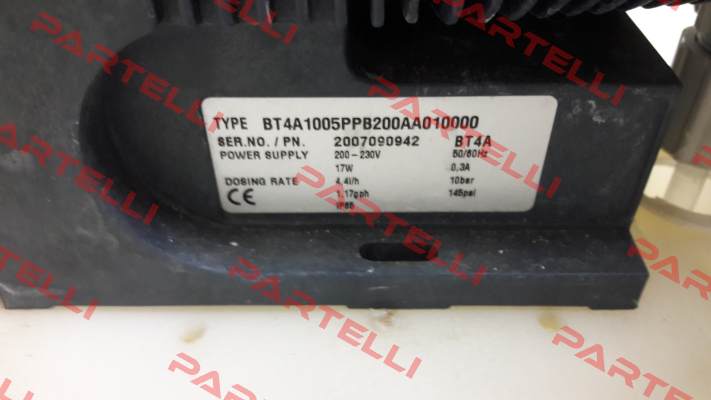 TYPE BT4A1005PPB200AA010000
SER.NO. / PN. 2007090942 BT4A
POWER SUPPLY 200-230V 50/60Hz
17W 0,3A
DOSING RATE 4.4l/h 10bar
1.17gph 145psi
CE IP65
PARTELLI
PARTELLI
PARTELLI
PARTELLI
PARTELLI
PARTELLI
PARTELLI
PARTELLI